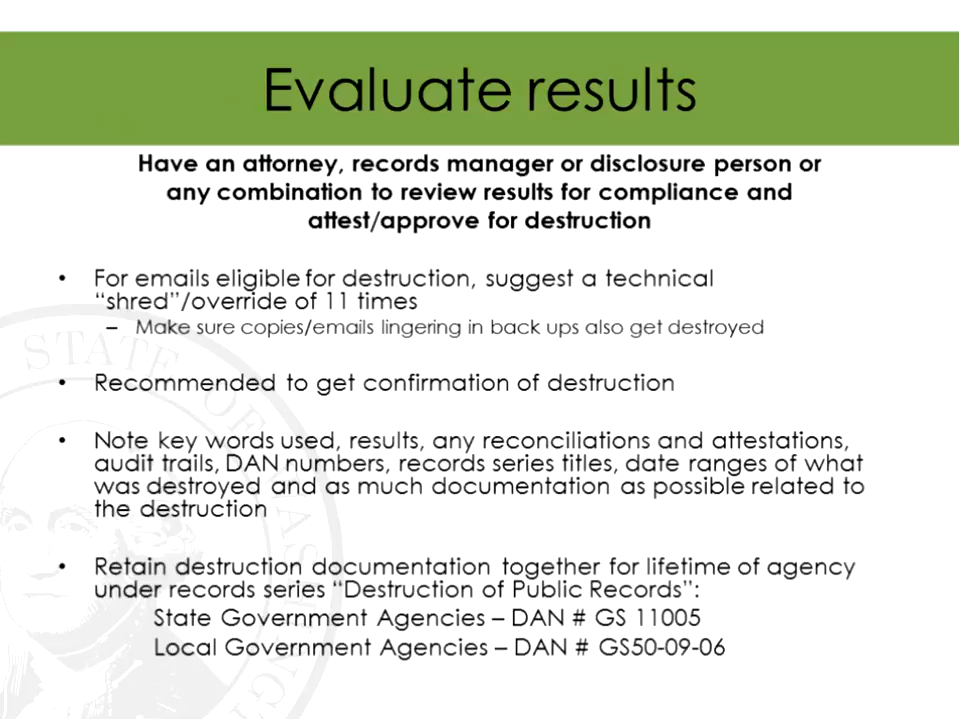 Evaluate results
Have an attorney, records manager or disclosure person or
any combination to review results for compliance and
attest/approve for destruction
• For emails eligible for destruction, suggest a technical
“shred”/override of 11 times
– Make sure copies/emails lingering in back ups also get destroyed
• Recommended to get confirmation of destruction
• Note key words used, results, any reconciliations and attestations,
audit trails, DAN numbers, records series titles, date ranges of what
was destroyed and as much documentation as possible related to
the destruction
• Retain destruction documentation together for lifetime of agency
under records series “Destruction of Public Records”:
State Government Agencies – DAN # GS 11005
Local Government Agencies – DAN # GS50-09-06
STATE OF WASHING